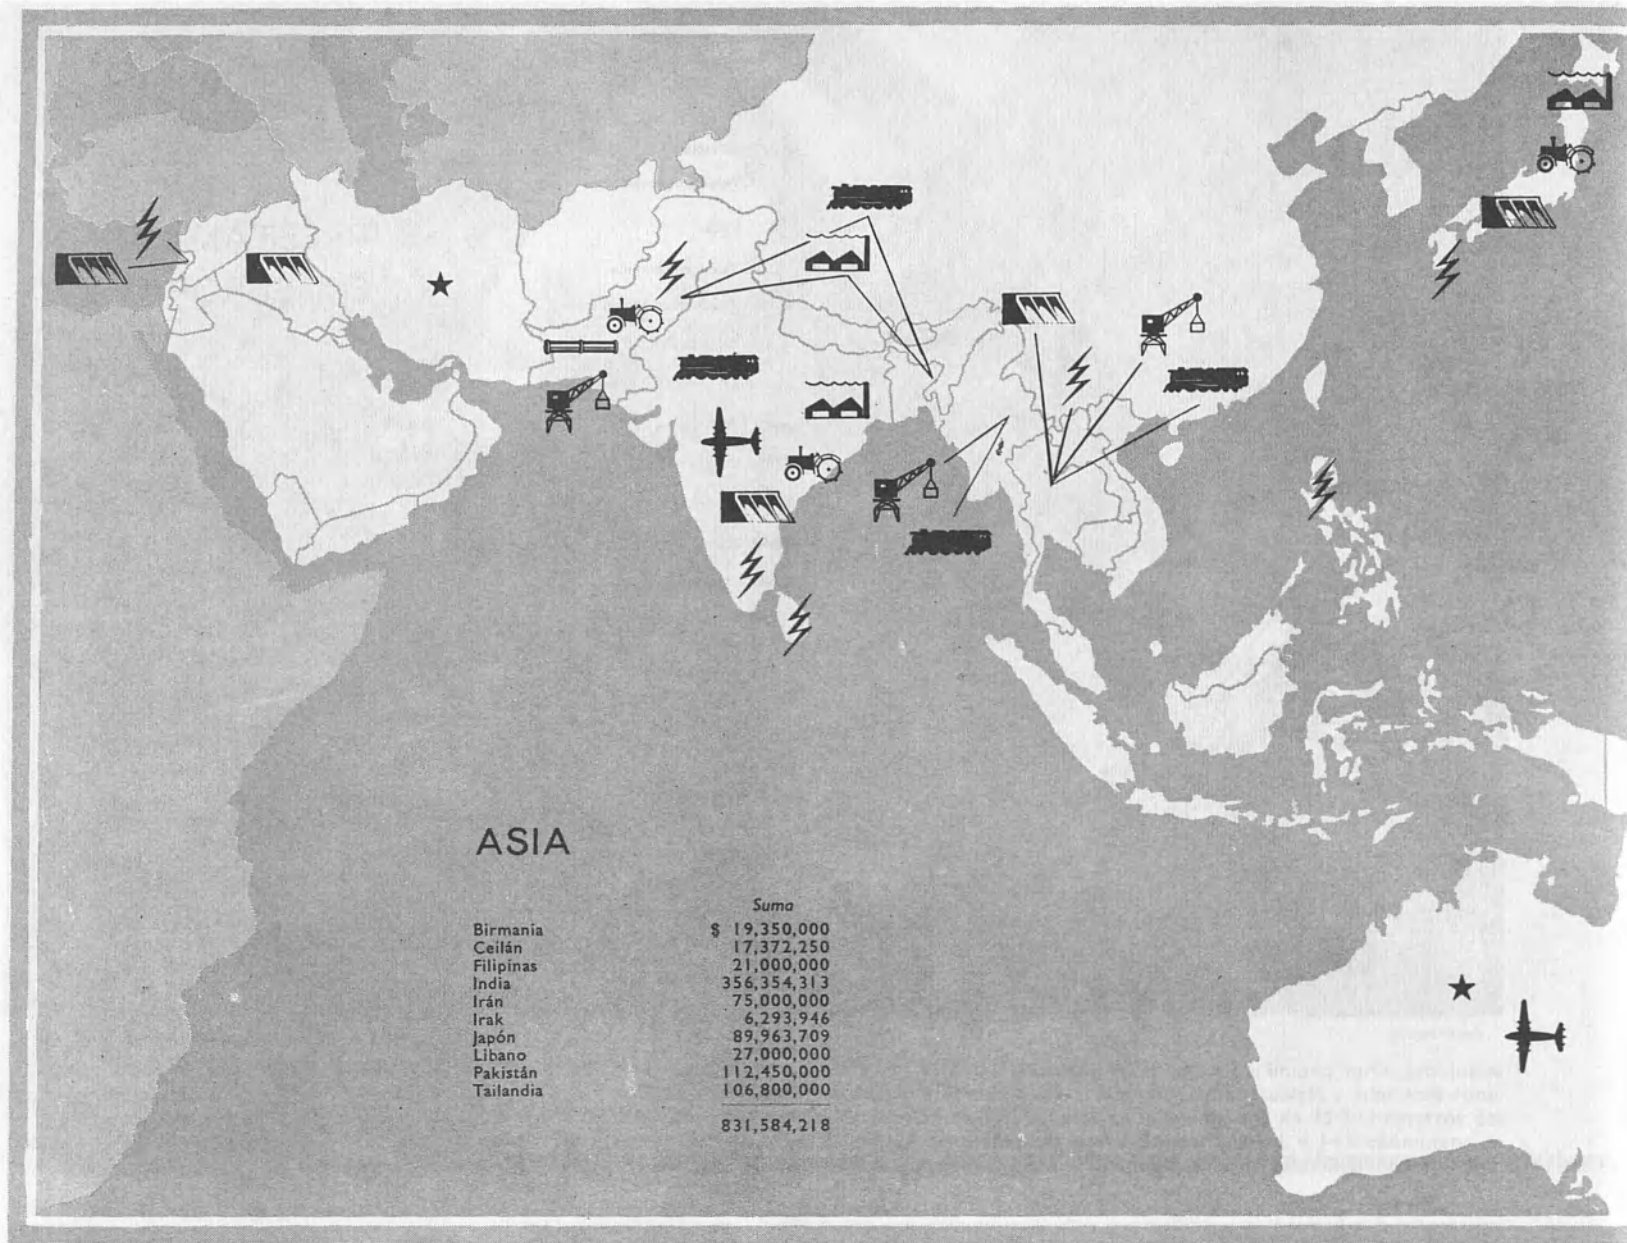 ASIA
Suma
Birmania $ 19,350,000
Ceilán 17,372,250
Filipinas 21,000,000
India 356,354,313
Irán 75,000,000
Irak 6,293,946
Japón 89,963,709
Libano 27,000,000
Pakistán 112,450,000
Tailandia 106,800,000
831,584,218